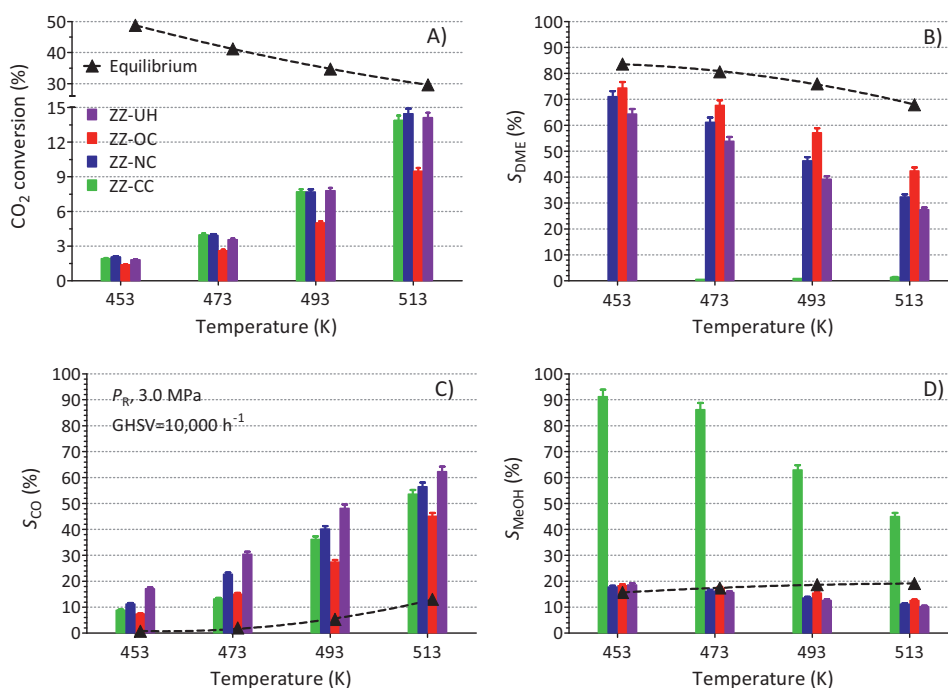 A)
50
40
30
15
12
9
6
3
0
CO₂ conversion (%)
Equilibrium
ZZ-UH
ZZ-OC
ZZ-NC
ZZ-CC
453 473 493 513
Temperature (K)
B)
100
90
80
70
60
50
40
30
20
10
0
S_DME (%)
453 473 493 513
Temperature (K)
C)
100
90
80
70
60
50
40
30
20
10
0
S_CO (%)
P_R, 3.0 MPa
GHSV=10,000 h⁻¹
453 473 493 513
Temperature (K)
D)
100
90
80
70
60
50
40
30
20
10
0
S_MeOH (%)
453 473 493 513
Temperature (K)